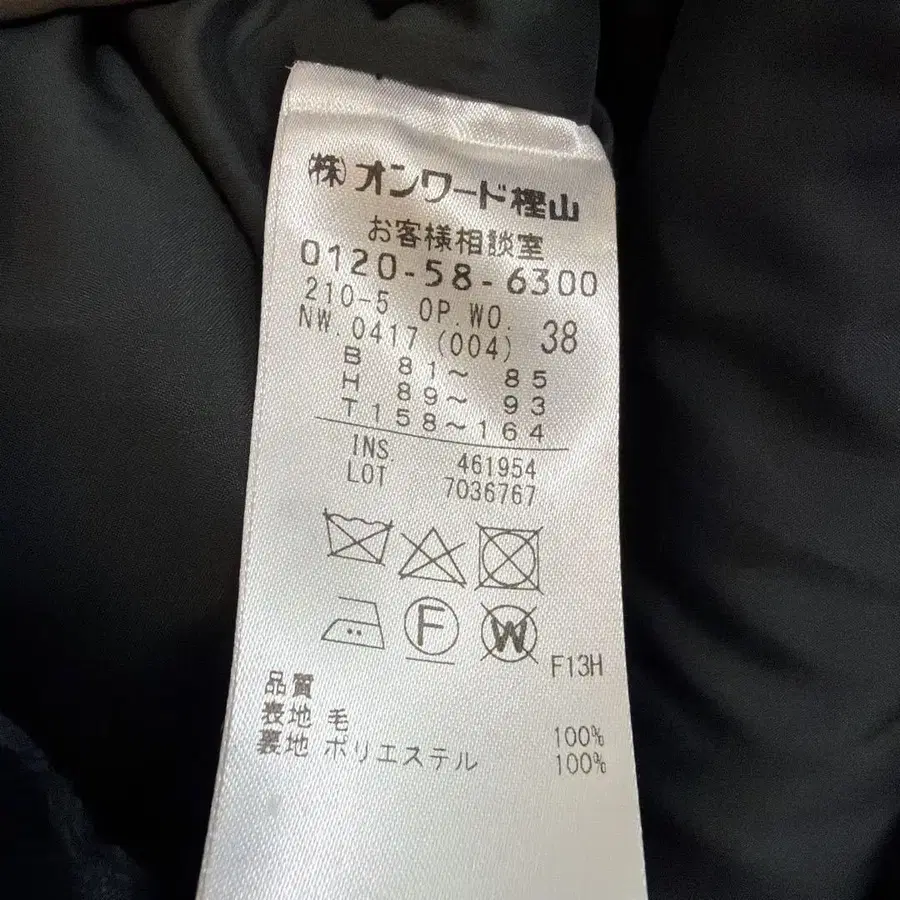 ㈱オンワード樫山
お客様相談室
0120-58-6300
210-5 OP.WO. 38
NW.0417 (004)
B 81~ 85
H 89~ 93
T158~164
INS. 461954
LOT 7036767
F
W
F13H
品質
表地 毛 100%
裏地 ポリエステル 100%